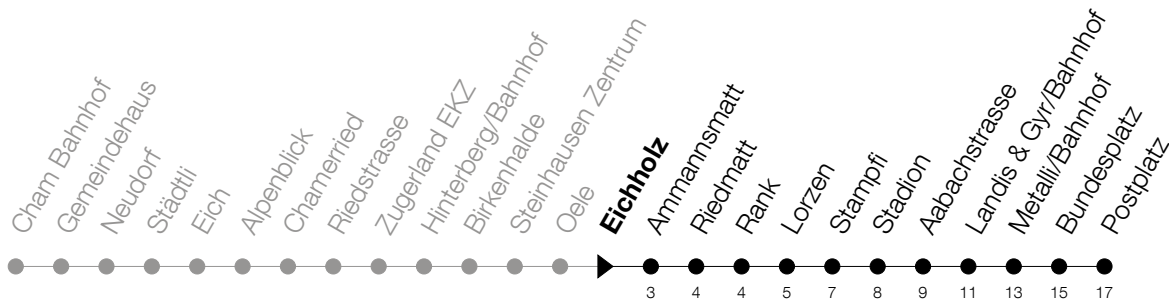 Cham Bahnhof
Gemeindehaus
Neudorf
Städtli
Eich
Alpenblick
Chamerried
Riedstrasse
Zugerland EKZ
Hinterberg/Bahnhof
Birkenhalde
Steinhausen Zentrum
Oele
Eichholz
Ammannsmatt
Riedmatt
Rank
Lorzen
Stampfi
Stadion
Aabachstrasse
Landis & Gyr/Bahnhof
Metalli/Bahnhof
Bundesplatz
Postplatz
3 4 4 5 7 8 9 11 13 15 17